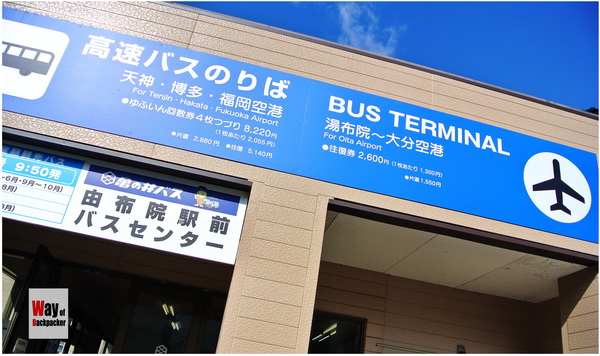 高速バスのりば
天神・博多・福岡空港
For Tenjin・Hakata・Fukuoka Airport
●ゆふいん回数券4枚つづり 8,220円
(1枚あたり 2,055円)
●片道 2,880円 ●往復 5,140円
BUS TERMINAL
湯布院～大分空港
For Oita Airport
●往復券 2,600円 (1枚あたり 1,300円)
●片道 1,550円
9:50発
亀の井バス
由布院駅前
バスセンター
Way of
Backpacker